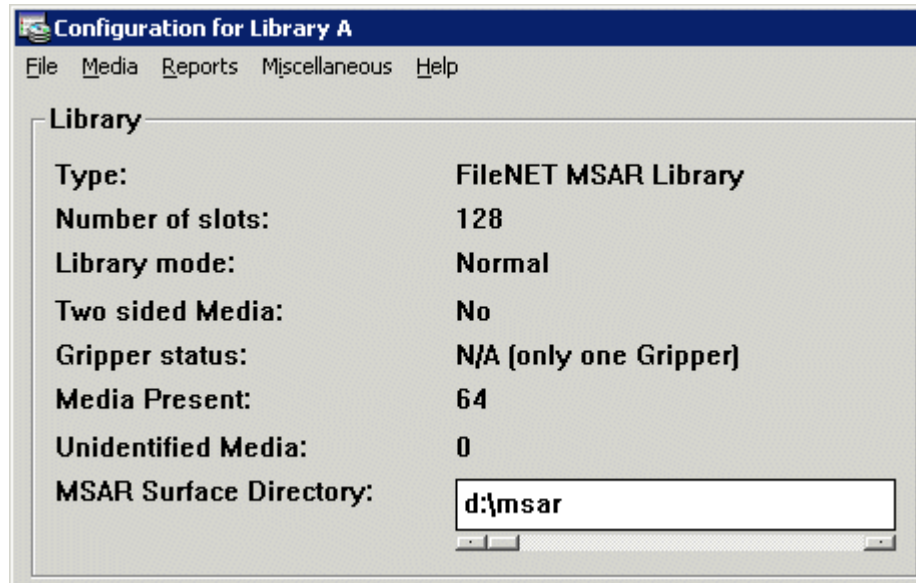 Configuration for Library A
File Media Reports Miscellaneous Help
Library
Type: FileNET MSAR Library
Number of slots: 128
Library mode: Normal
Two sided Media: No
Gripper status: N/A (only one Gripper)
Media Present: 64
Unidentified Media: 0
MSAR Surface Directory: d:\msar